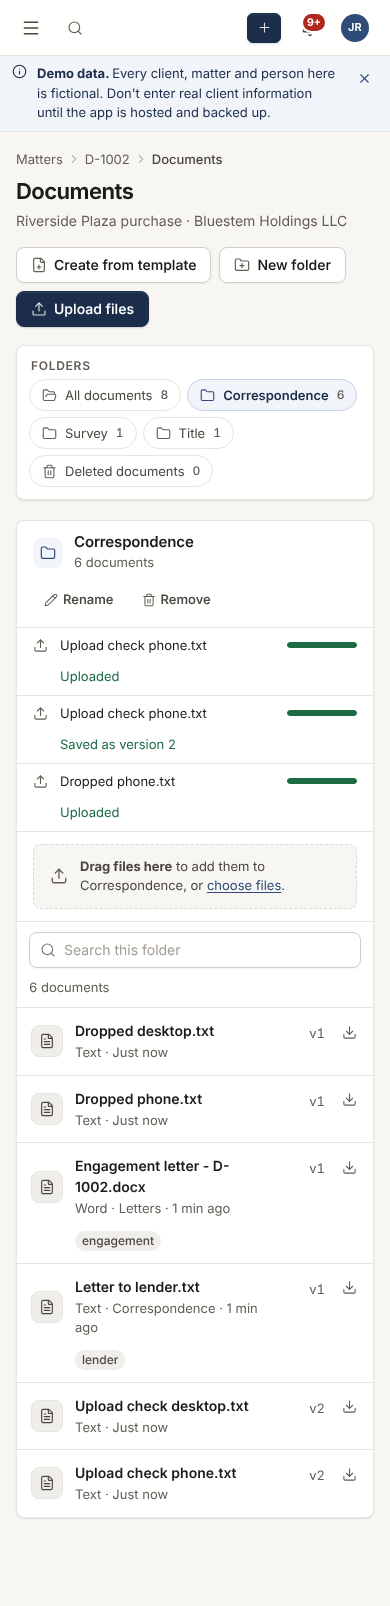 9+
JR
Demo data. Every client, matter and person here
is fictional. Don't enter real client information
until the app is hosted and backed up.
Matters > D-1002 > Documents
Documents
Riverside Plaza purchase · Bluestem Holdings LLC
Create from template
New folder
Upload files
FOLDERS
All documents 8
Correspondence 6
Survey 1
Title 1
Deleted documents 0
Correspondence
6 documents
Rename
Remove
Upload check phone.txt
Uploaded
Upload check phone.txt
Saved as version 2
Dropped phone.txt
Uploaded
Drag files here to add them to
Correspondence, or choose files.
Search this folder
6 documents
Dropped desktop.txt v1
Text · Just now
Dropped phone.txt v1
Text · Just now
Engagement letter - D- v1
1002.docx
Word · Letters · 1 min ago
engagement
Letter to lender.txt v1
Text · Correspondence · 1 min
ago
lender
Upload check desktop.txt v2
Text · Just now
Upload check phone.txt v2
Text · Just now